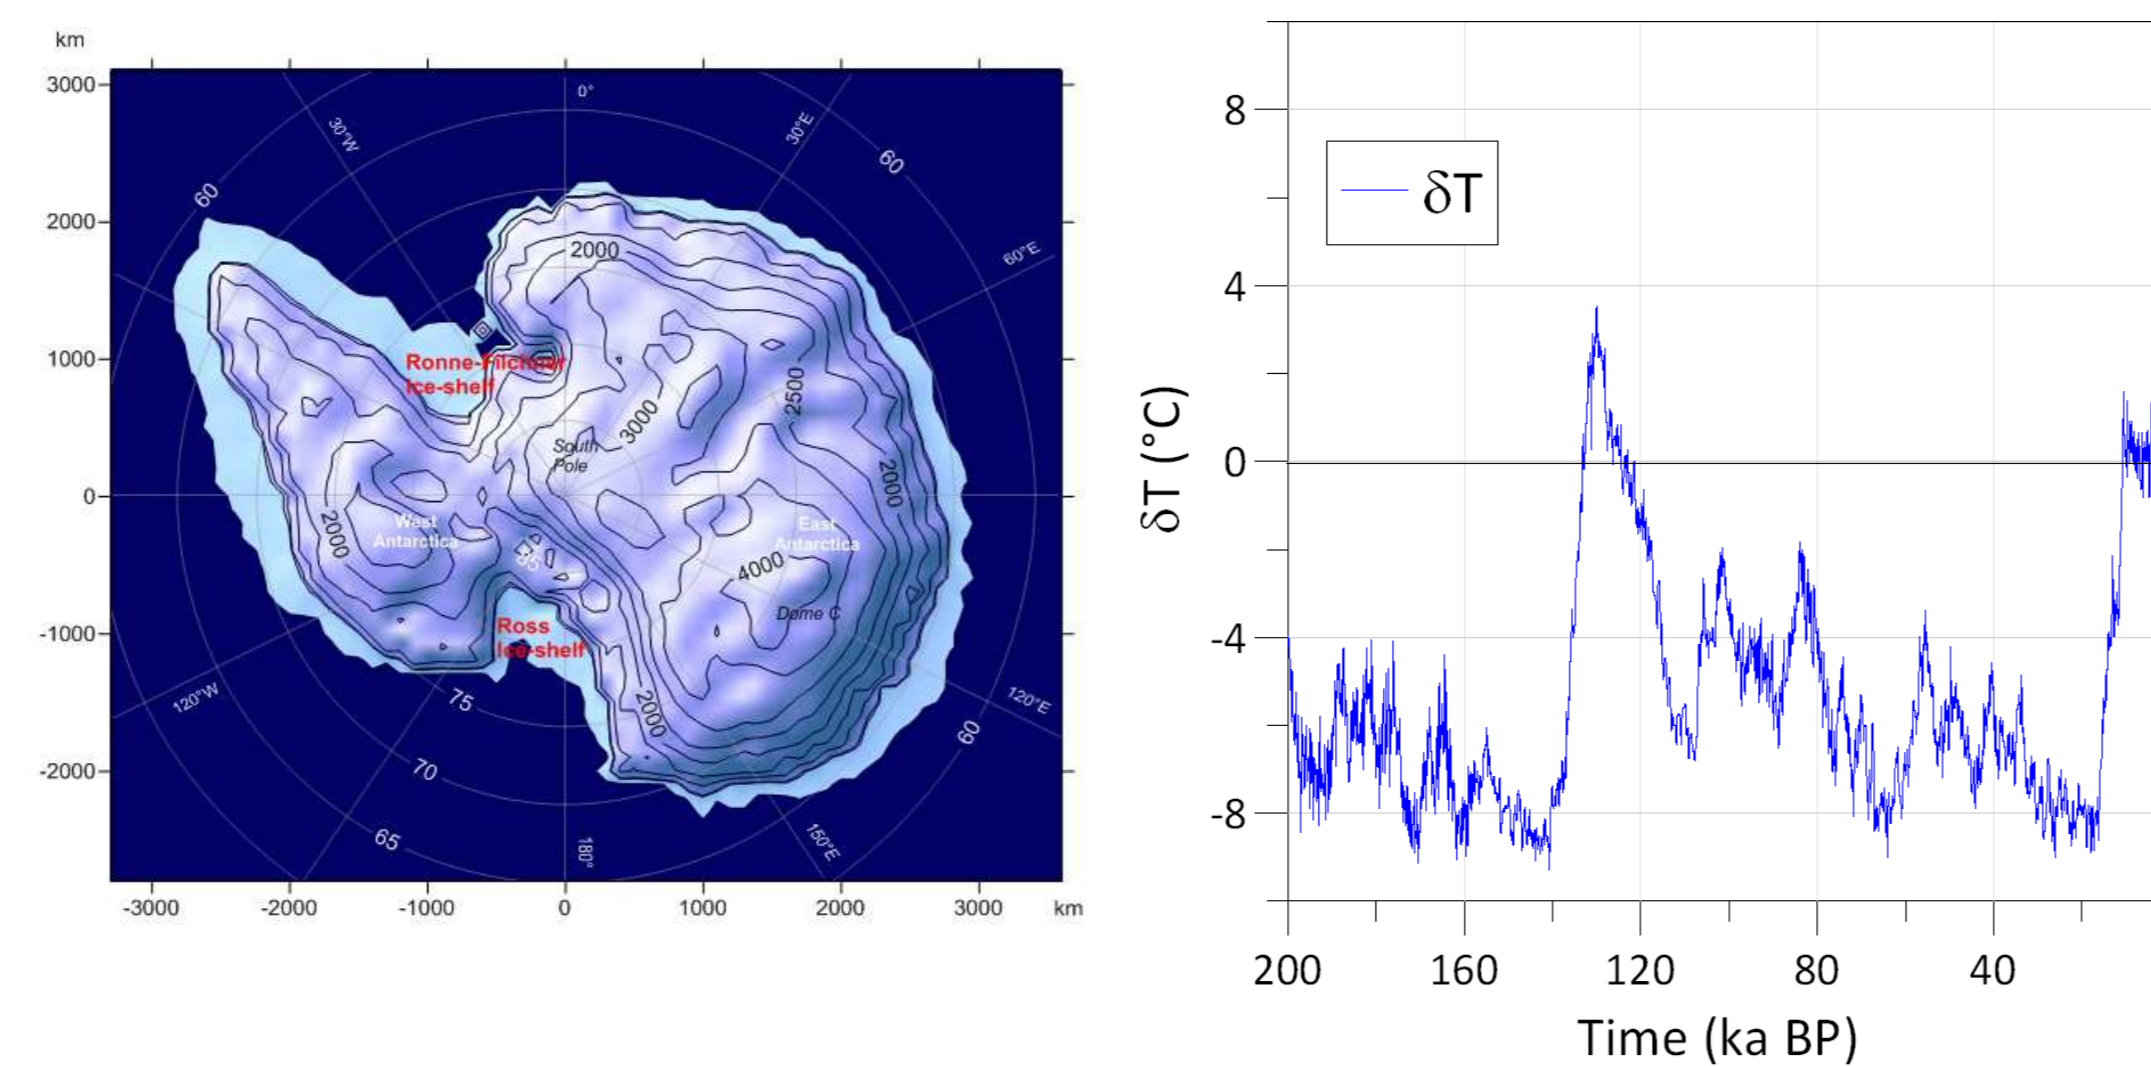 km
3000
2000
1000
0
-1000
-2000
-3000
-2000
-1000
0
1000
2000
3000
km
0°
30°W
30°E
60
60
60°E
2000
Ronne-Filchner
Ice-shelf
2500
3000
South
Pole
2000
West
Antarctica
2000
East
Antarctica
85
4000
Dome C
Ross
Ice-shelf
2000
120°W
75
120°E
60
70
65
180°
150°E
8
4
0
-4
-8
δT (°C)
δT
200
160
120
80
40
Time (ka BP)